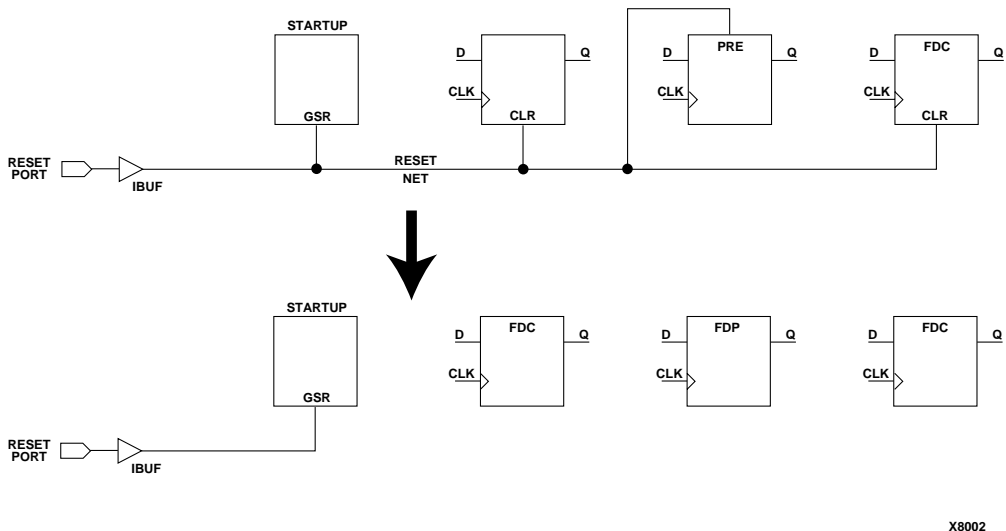 STARTUP
GSR
D
Q
CLK
CLR
D
PRE
Q
CLK
D
FDC
Q
CLK
CLR
RESET
PORT
IBUF
RESET
NET
STARTUP
GSR
D
FDC
Q
CLK
D
FDP
Q
CLK
D
FDC
Q
CLK
RESET
PORT
IBUF
X8002